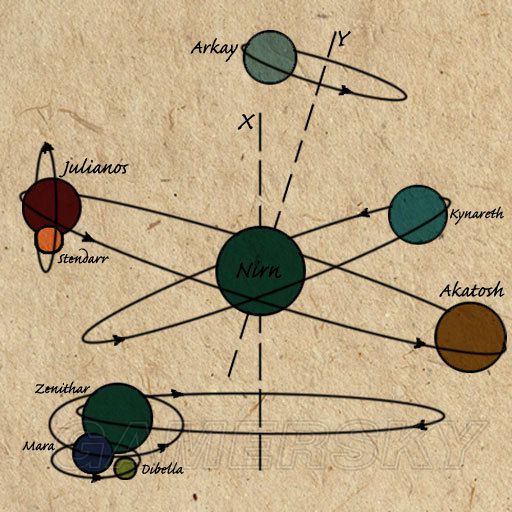 Arkay
Y
X
Julianos
Stendarr
Kynareth
Nirn
Akatosh
Zenithar
Mara
Dibella
GAMERSKY